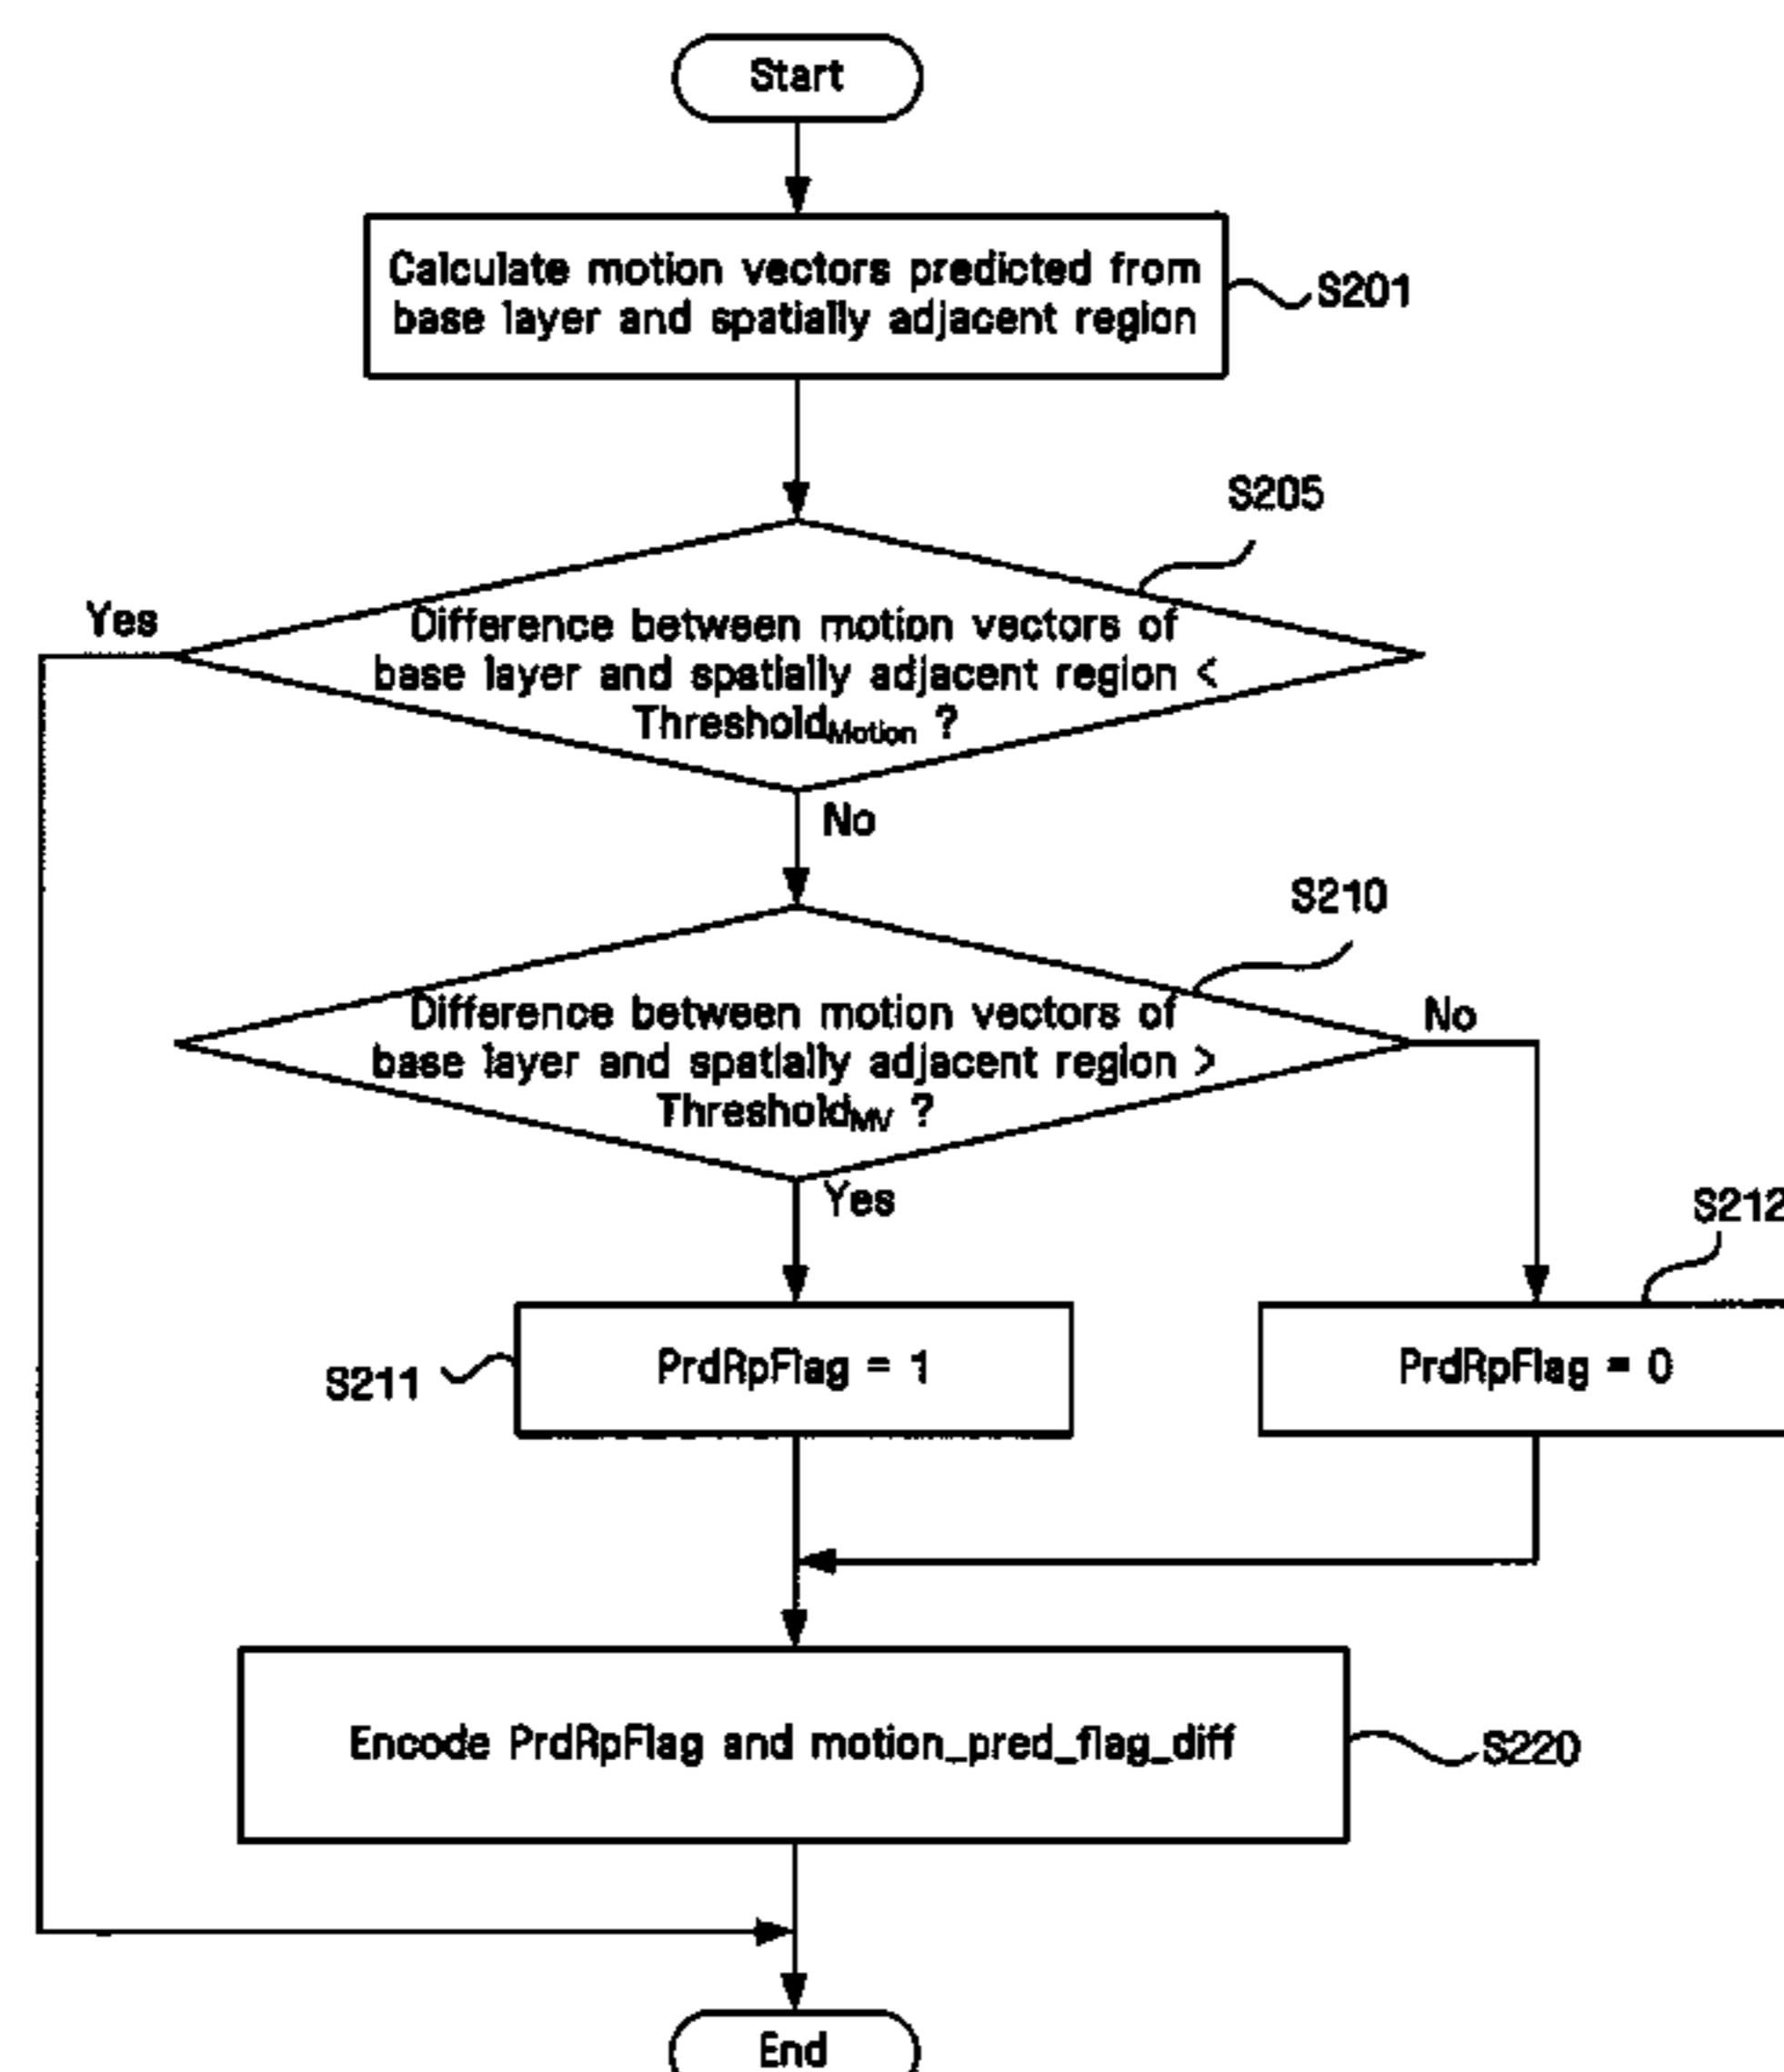 Start
Calculate motion vectors predicted from
base layer and spatially adjacent region
S201
S205
Yes
Difference between motion vectors of
base layer and spatially adjacent region <
ThresholdMotion ?
No
S210
Difference between motion vectors of
base layer and spatially adjacent region >
ThresholdMV ?
No
Yes
S212
S211
PrdRpFlag = 1
PrdRpFlag = 0
Encode PrdRpFlag and motion_pred_flag_diff
S220
End